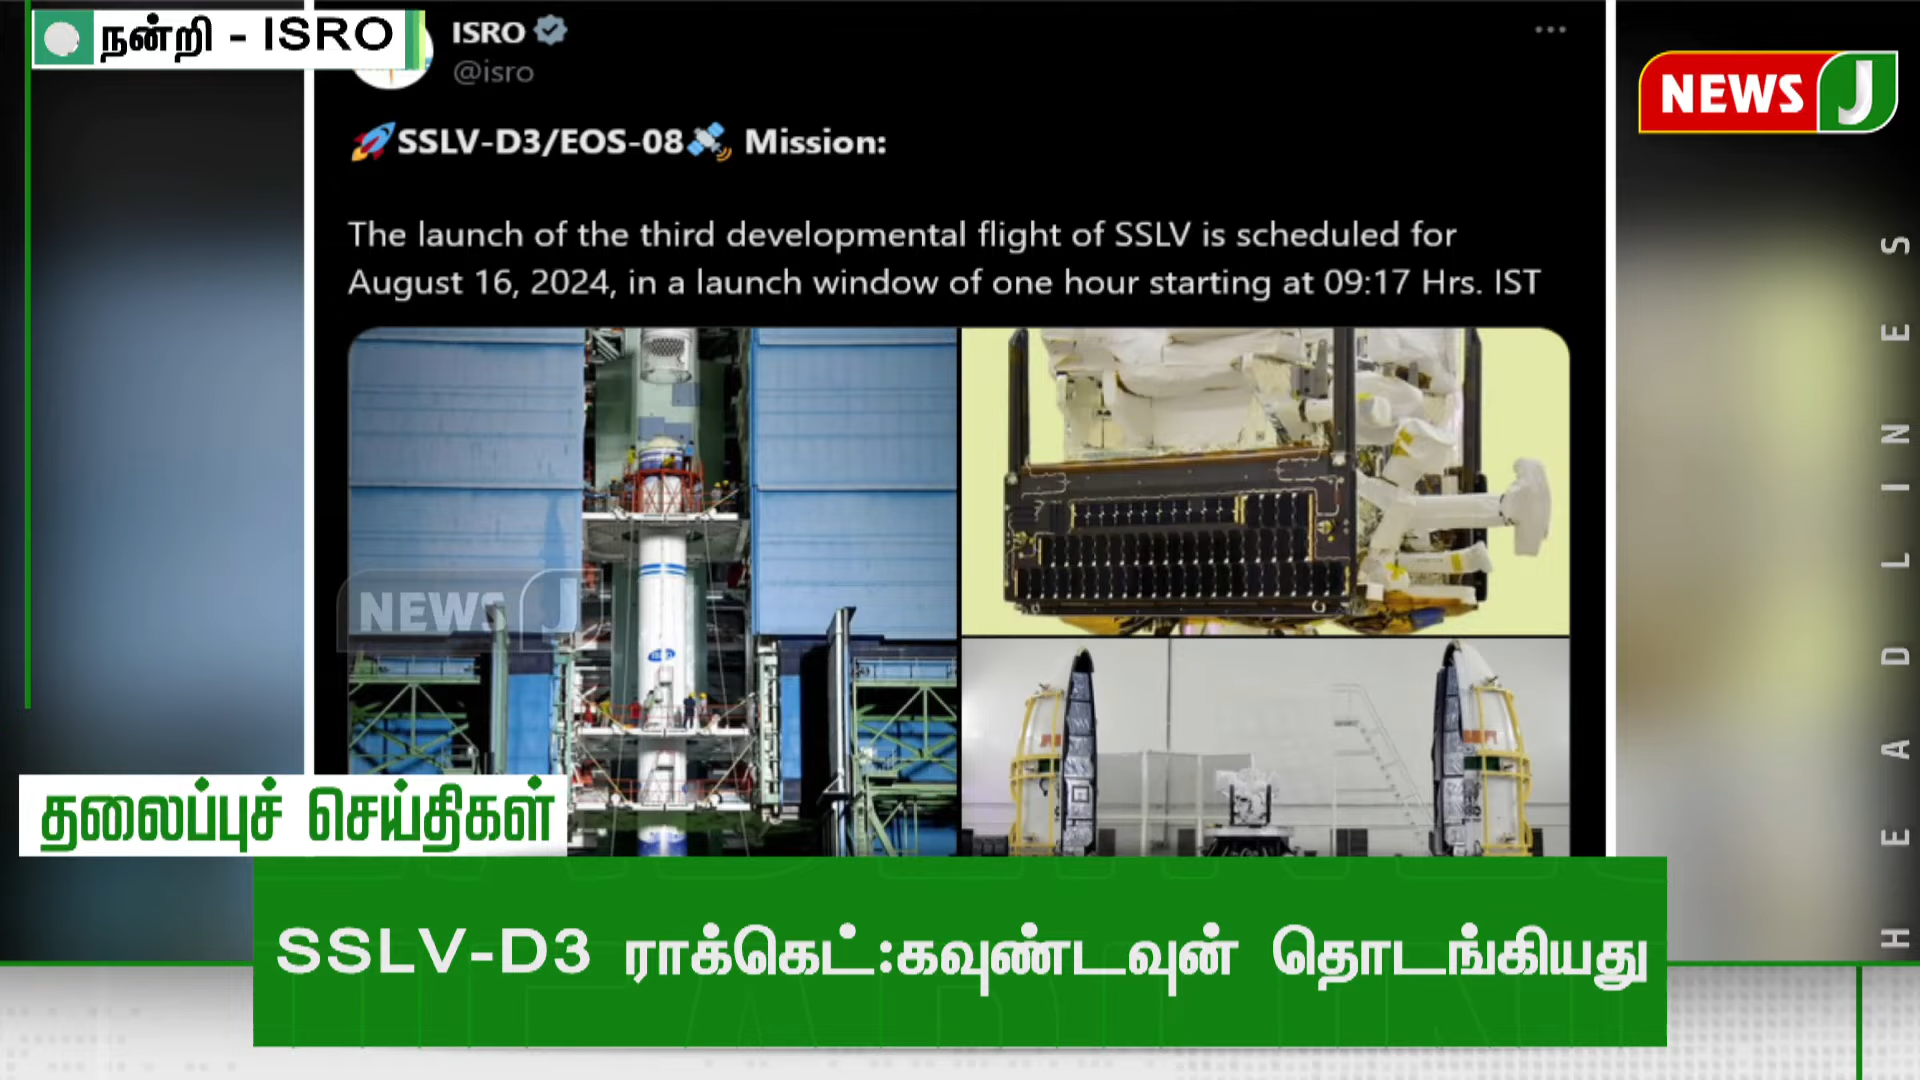 நன்றி - ISRO
ISRO
@isro
NEWS J
🚀SSLV-D3/EOS-08🛰️ Mission:
The launch of the third developmental flight of SSLV is scheduled for
August 16, 2024, in a launch window of one hour starting at 09:17 Hrs. IST
NEWS J
HEADLINES
தலைப்புச் செய்திகள்
SSLV-D3 ராக்கெட்:கவுண்டவுன் தொடங்கியது